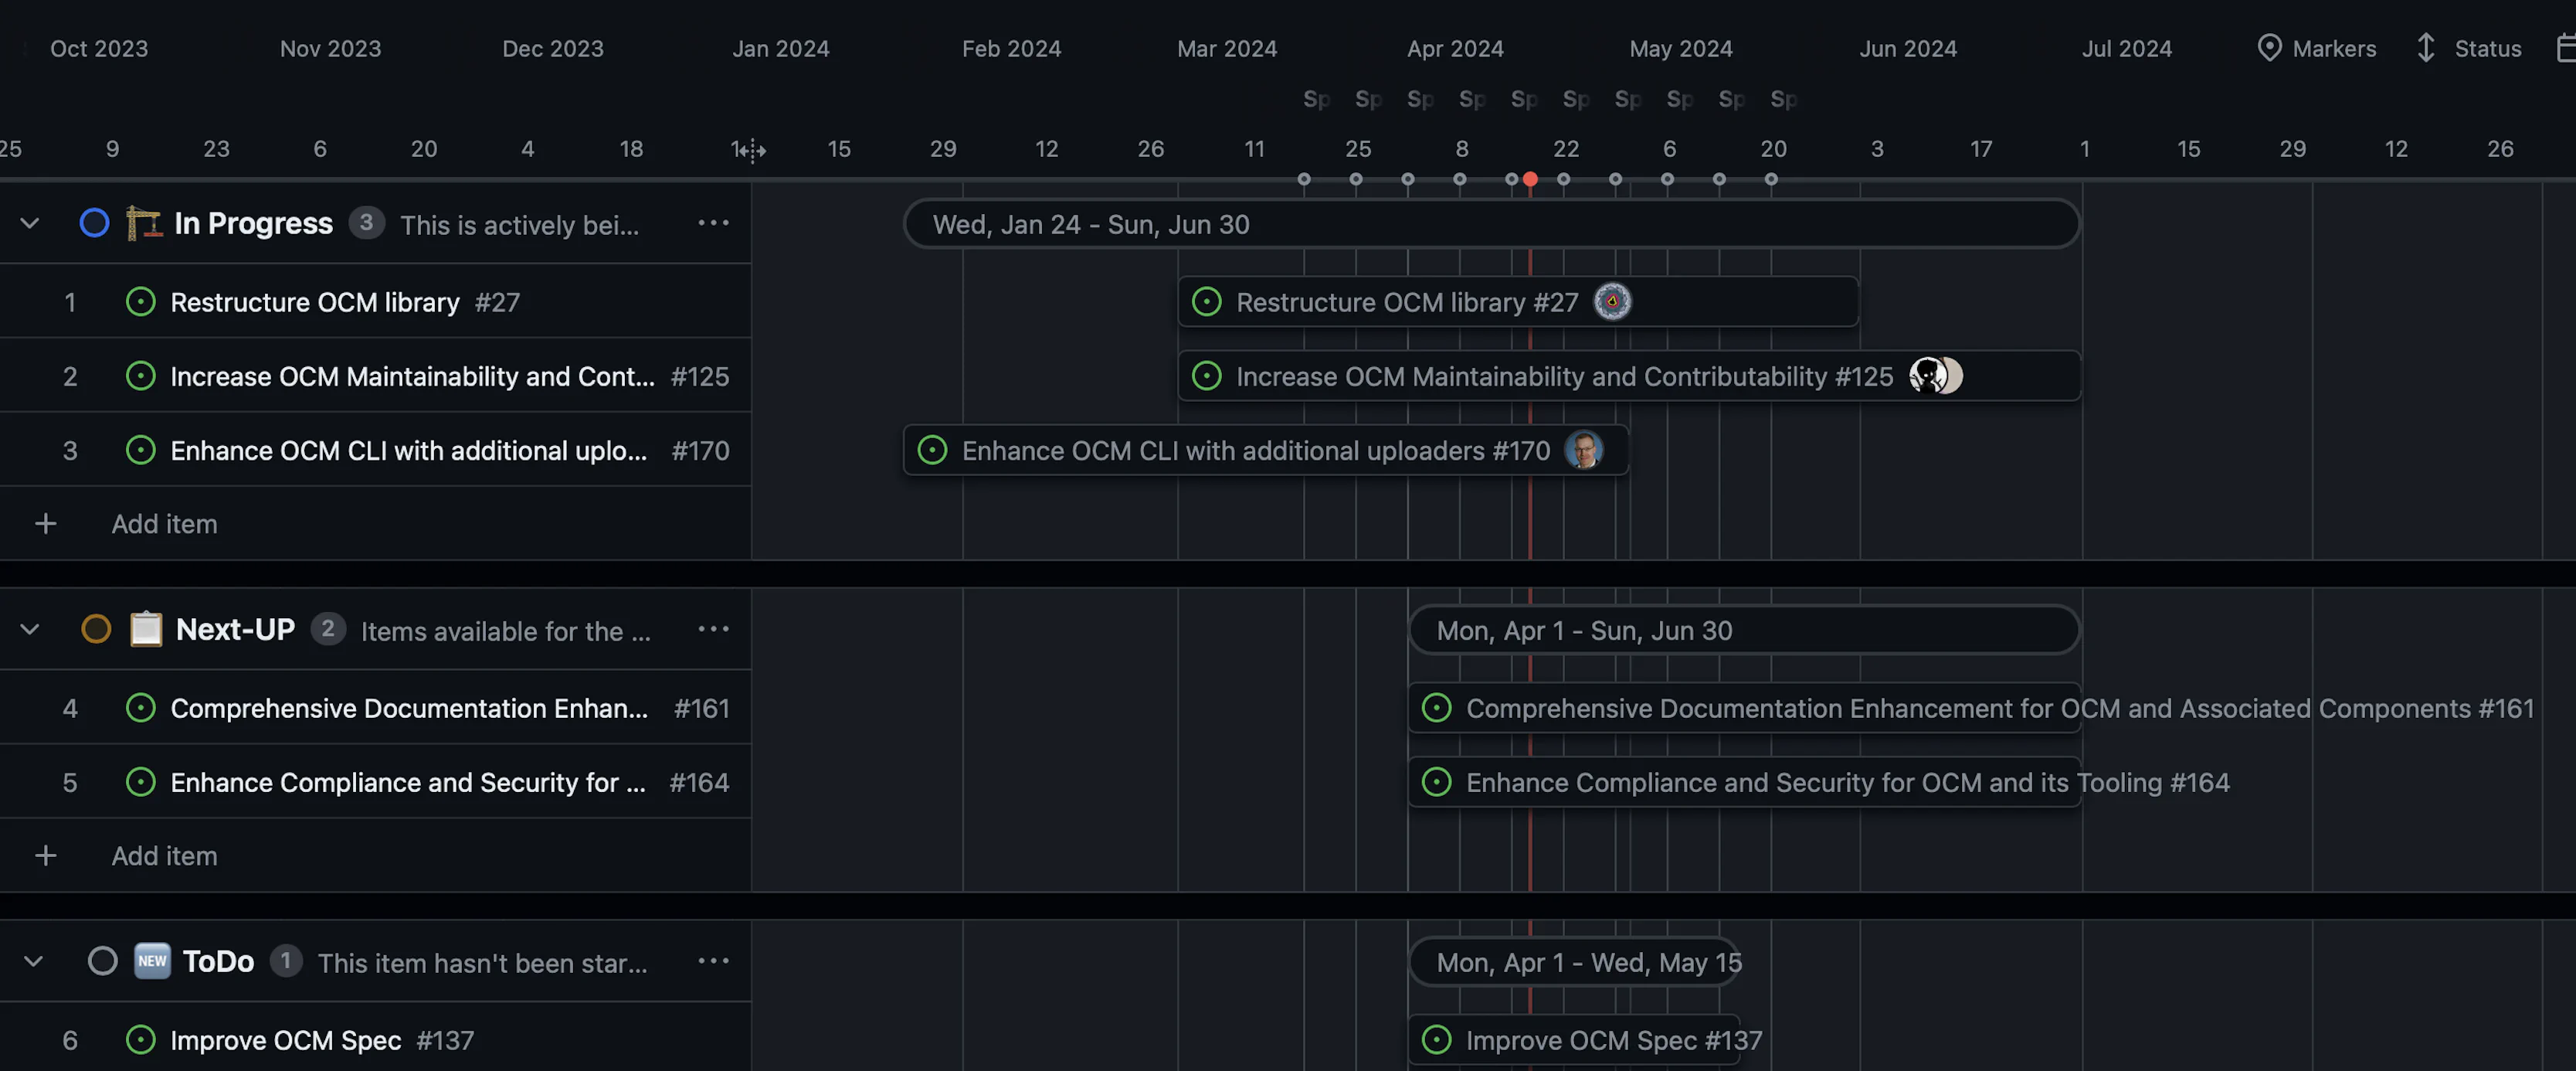 Oct 2023 Nov 2023 Dec 2023 Jan 2024 Feb 2024 Mar 2024 Apr 2024 May 2024 Jun 2024 Jul 2024 Markers Status
Sp Sp Sp Sp Sp Sp Sp Sp Sp Sp
25 9 23 6 20 4 18 1 15 29 12 26 11 25 8 22 6 20 3 17 1 15 29 12 26
In Progress 3 This is actively bei... ... Wed, Jan 24 - Sun, Jun 30
1 Restructure OCM library #27 Restructure OCM library #27
2 Increase OCM Maintainability and Cont... #125 Increase OCM Maintainability and Contributability #125
3 Enhance OCM CLI with additional uplo... #170 Enhance OCM CLI with additional uploaders #170
+ Add item
Next-UP 2 Items available for the ... ... Mon, Apr 1 - Sun, Jun 30
4 Comprehensive Documentation Enhan... #161 Comprehensive Documentation Enhancement for OCM and Associated Components #161
5 Enhance Compliance and Security for ... #164 Enhance Compliance and Security for OCM and its Tooling #164
+ Add item
NEW ToDo 1 This item hasn't been star... ... Mon, Apr 1 - Wed, May 15
6 Improve OCM Spec #137 Improve OCM Spec #137